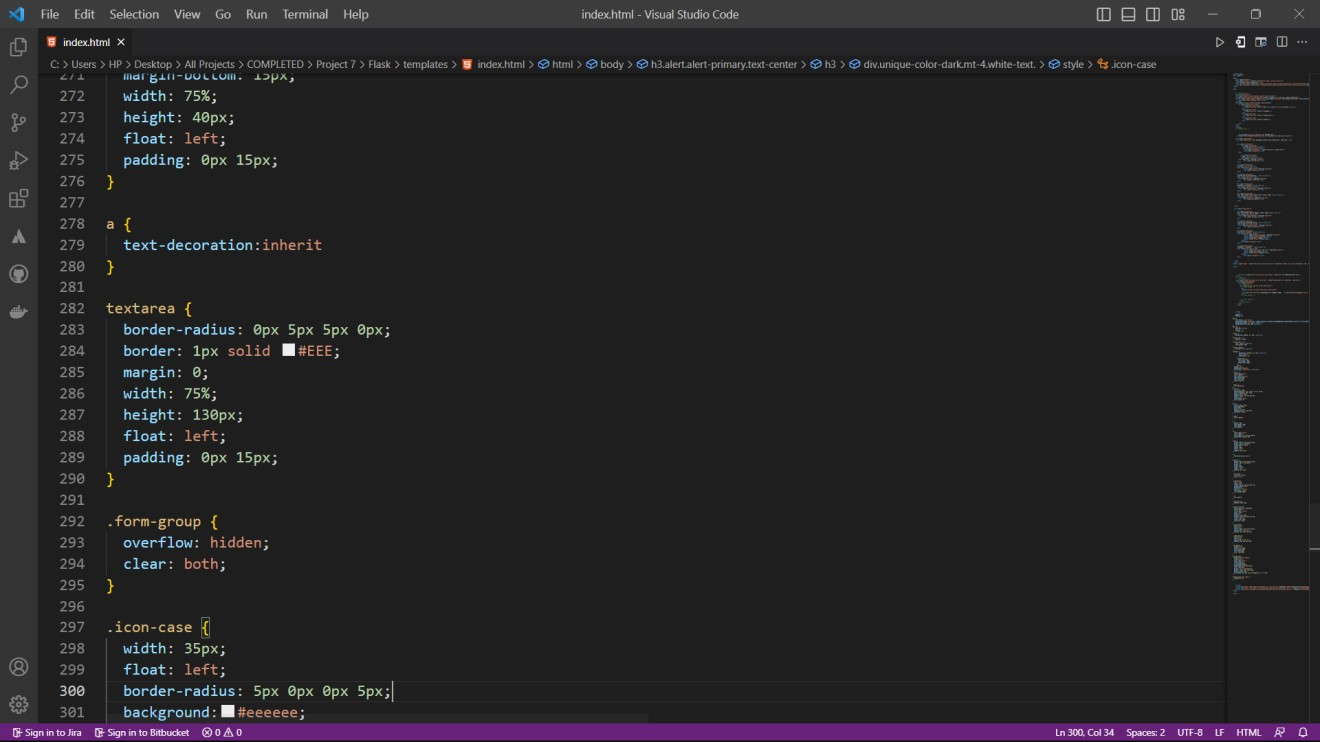 File Edit Selection View Go Run Terminal Help index.html - Visual Studio Code
index.html
C: > Users > HP > Desktop > All Projects > COMPLETED > Project 7 > Flask > templates > index.html > html > body > h3.alert.alert-primary.text-center > h3 > div.unique-color-dark.mt-4.white-text. > style > .icon-case
271 margin-bottom: 15px;
272 width: 75%;
273 height: 40px;
274 float: left;
275 padding: 0px 15px;
276 }
277
278 a {
279 text-decoration:inherit
280 }
281
282 textarea {
283 border-radius: 0px 5px 5px 0px;
284 border: 1px solid #EEE;
285 margin: 0;
286 width: 75%;
287 height: 130px;
288 float: left;
289 padding: 0px 15px;
290 }
291
292 .form-group {
293 overflow: hidden;
294 clear: both;
295 }
296
297 .icon-case {
298 width: 35px;
299 float: left;
300 border-radius: 5px 0px 0px 5px;
301 background: #eeeeee;
Sign in to Jira Sign in to Bitbucket 0 0 Ln 300, Col 34 Spaces: 2 UTF-8 LF HTML